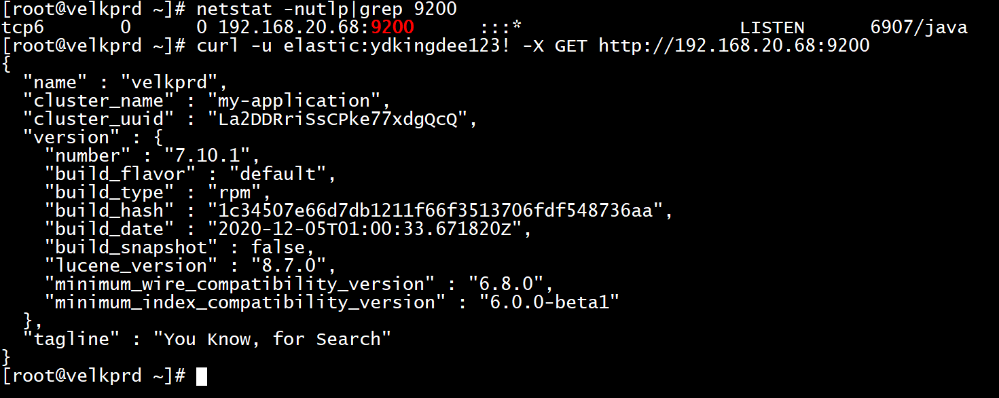 [root@velkprd ~]# netstat -nutlp|grep 9200
tcp6       0      0 192.168.20.68:9200      :::*                    LISTEN      6907/java
[root@velkprd ~]# curl -u elastic:ydkingdee123! -X GET http://192.168.20.68:9200
{
  "name" : "velkprd",
  "cluster_name" : "my-application",
  "cluster_uuid" : "La2DDRriSsCPke77xdgQcQ",
  "version" : {
    "number" : "7.10.1",
    "build_flavor" : "default",
    "build_type" : "rpm",
    "build_hash" : "1c34507e66d7db1211f66f3513706fdf548736aa",
    "build_date" : "2020-12-05T01:00:33.671820Z",
    "build_snapshot" : false,
    "lucene_version" : "8.7.0",
    "minimum_wire_compatibility_version" : "6.8.0",
    "minimum_index_compatibility_version" : "6.0.0-beta1"
  },
  "tagline" : "You Know, for Search"
}
[root@velkprd ~]#